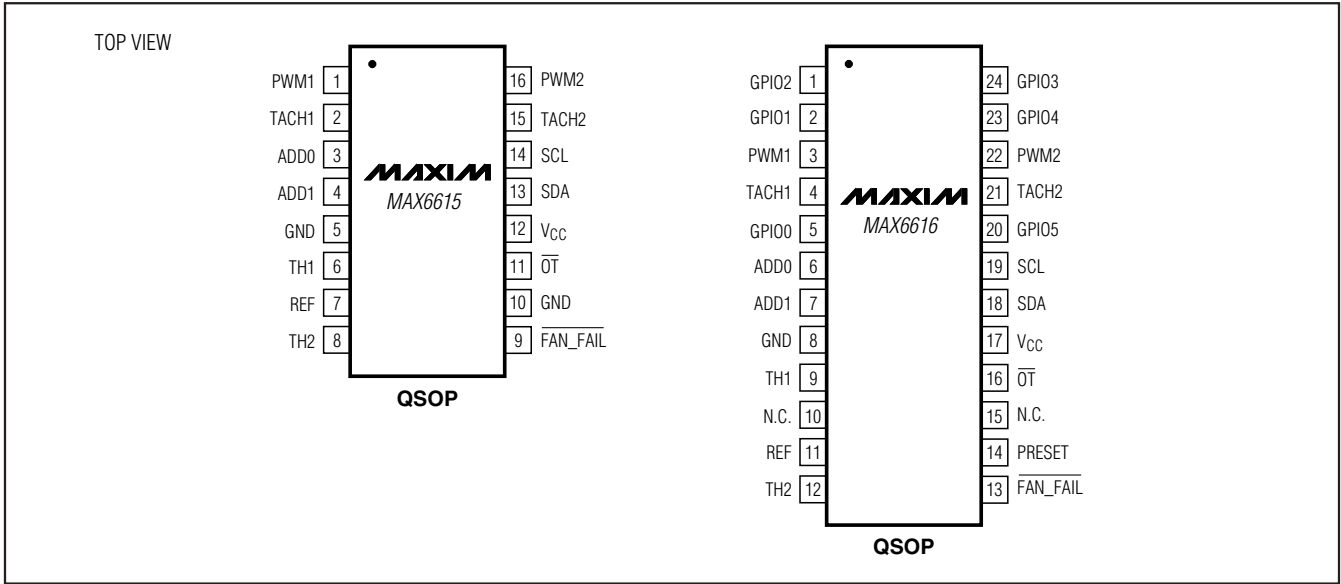 TOP VIEW
PWM1 1 16 PWM2
TACH1 2 15 TACH2
ADD0 3 14 SCL
ADD1 4 13 SDA
GND 5 12 VCC
TH1 6 11 OT
REF 7 10 GND
TH2 8 9 FAN_FAIL
MAXIM
MAX6615
QSOP
GPIO2 1 24 GPIO3
GPIO1 2 23 GPIO4
PWM1 3 22 PWM2
TACH1 4 21 TACH2
GPIO0 5 20 GPIO5
ADD0 6 19 SCL
ADD1 7 18 SDA
GND 8 17 VCC
TH1 9 16 OT
N.C. 10 15 N.C.
REF 11 14 PRESET
TH2 12 13 FAN_FAIL
MAXIM
MAX6616
QSOP